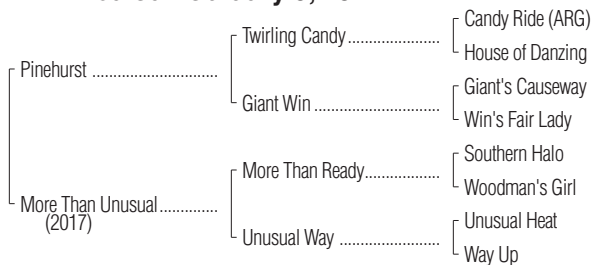 Candy Ride (ARG)
Twirling Candy
House of Danzing
Pinehurst
Giant's Causeway
Giant Win
Win's Fair Lady
Southern Halo
More Than Ready
Woodman's Girl
More Than Unusual
(2017)
Unusual Heat
Unusual Way
Way Up